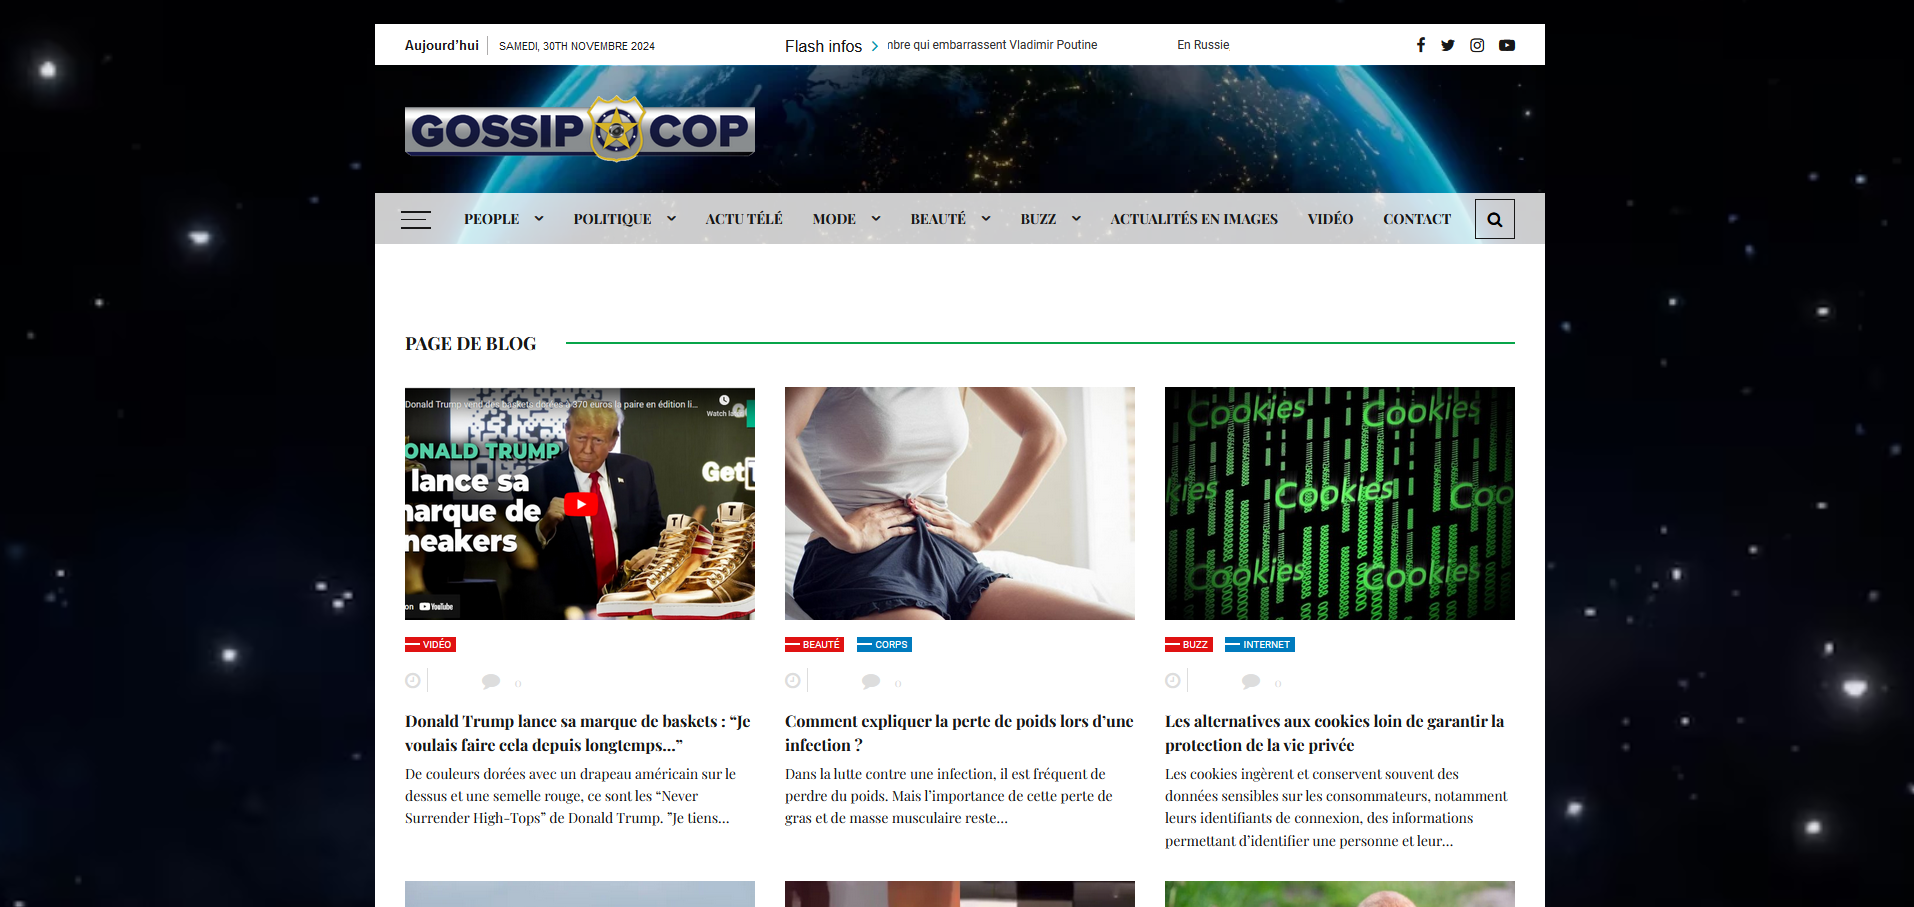 Aujourd'hui SAMEDI, 30TH NOVEMBRE 2024
Flash infos mbre qui embarrassent Vladimir Poutine En Russie
GOSSIP COP
PEOPLE POLITIQUE ACTU TÉLÉ MODE BEAUTÉ BUZZ ACTUALITÉS EN IMAGES VIDÉO CONTACT
PAGE DE BLOG
Donald Trump vend des baskets dorées à 370 euros la paire en édition li...
Watch
ONALD TRUMP
lance sa
marque de
neakers
Get
T T
on YouTube
VIDÉO
0
Donald Trump lance sa marque de baskets : “Je
voulais faire cela depuis longtemps…”
De couleurs dorées avec un drapeau américain sur le
dessus et une semelle rouge, ce sont les “Never
Surrender High-Tops” de Donald Trump. ”Je tiens...
BEAUTÉ CORPS
0
Comment expliquer la perte de poids lors d’une
infection ?
Dans la lutte contre une infection, il est fréquent de
perdre du poids. Mais l’importance de cette perte de
gras et de masse musculaire reste...
Cookies Cookies
kies Cookies Coo
Cookies Cookies
BUZZ INTERNET
0
Les alternatives aux cookies loin de garantir la
protection de la vie privée
Les cookies ingèrent et conservent souvent des
données sensibles sur les consommateurs, notamment
leurs identifiants de connexion, des informations
permettant d’identifier une personne et leur...